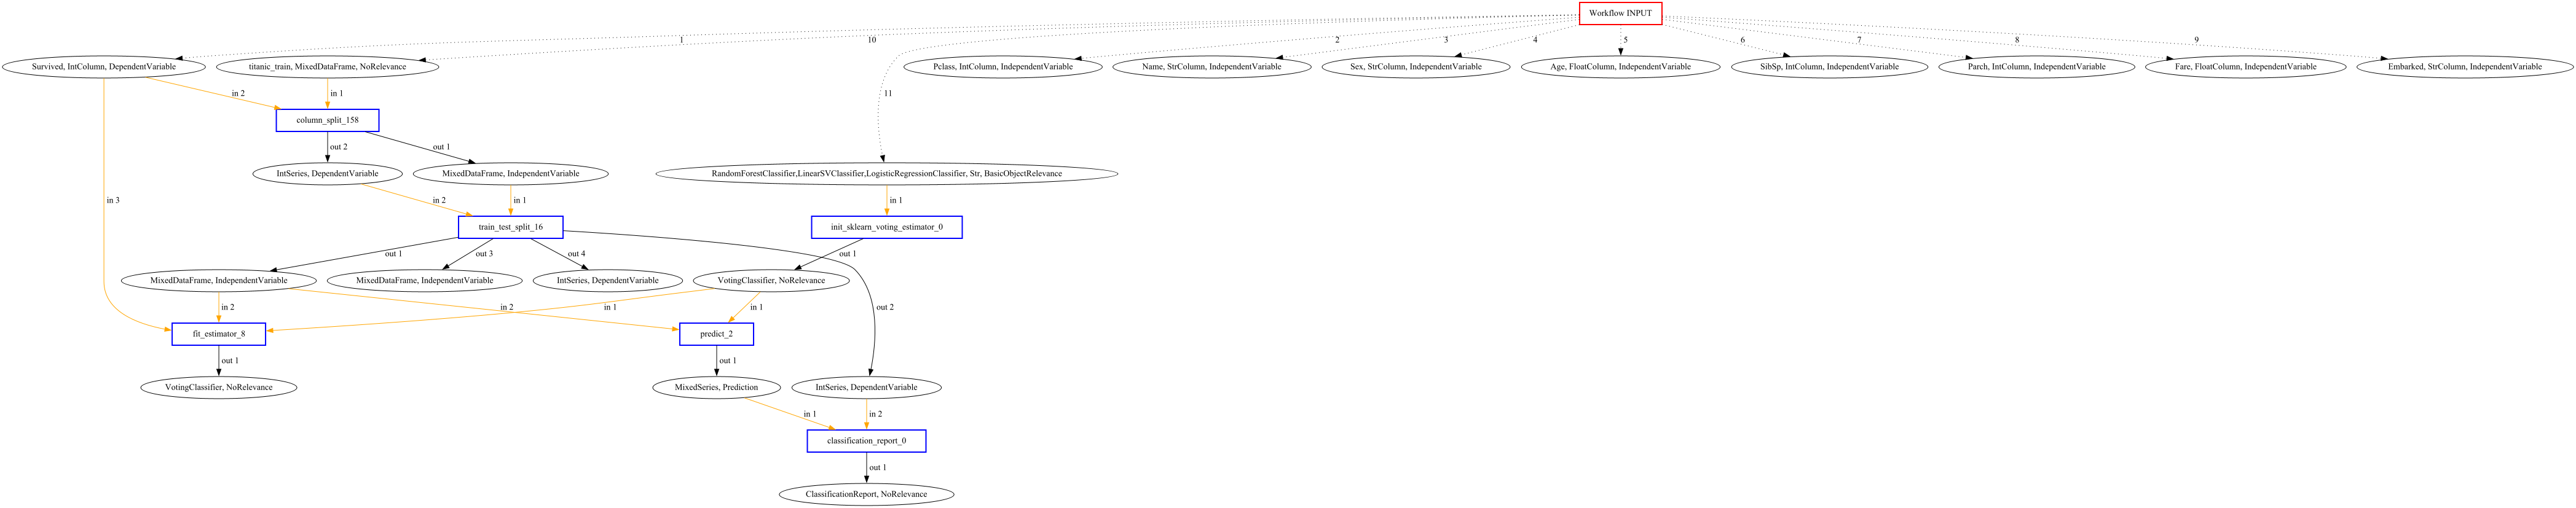 Workflow INPUT
1
10
2
3
4
5
6
7
8
9
Survived, IntColumn, DependentVariable
titanic_train, MixedDataFrame, NoRelevance
Pclass, IntColumn, IndependentVariable
Name, StrColumn, IndependentVariable
Sex, StrColumn, IndependentVariable
Age, FloatColumn, IndependentVariable
SibSp, IntColumn, IndependentVariable
Parch, IntColumn, IndependentVariable
Fare, FloatColumn, IndependentVariable
Embarked, StrColumn, IndependentVariable
in 2
in 1
11
column_split_158
out 2
out 1
IntSeries, DependentVariable
MixedDataFrame, IndependentVariable
RandomForestClassifier,LinearSVClassifier,LogisticRegressionClassifier, Str, BasicObjectRelevance
in 3
in 2
in 1
in 1
train_test_split_16
init_sklearn_voting_estimator_0
out 1
out 3
out 4
out 1
MixedDataFrame, IndependentVariable
MixedDataFrame, IndependentVariable
IntSeries, DependentVariable
VotingClassifier, NoRelevance
in 2
in 2
in 1
in 1
out 2
fit_estimator_8
predict_2
out 1
out 1
VotingClassifier, NoRelevance
MixedSeries, Prediction
IntSeries, DependentVariable
in 1
in 2
classification_report_0
out 1
ClassificationReport, NoRelevance